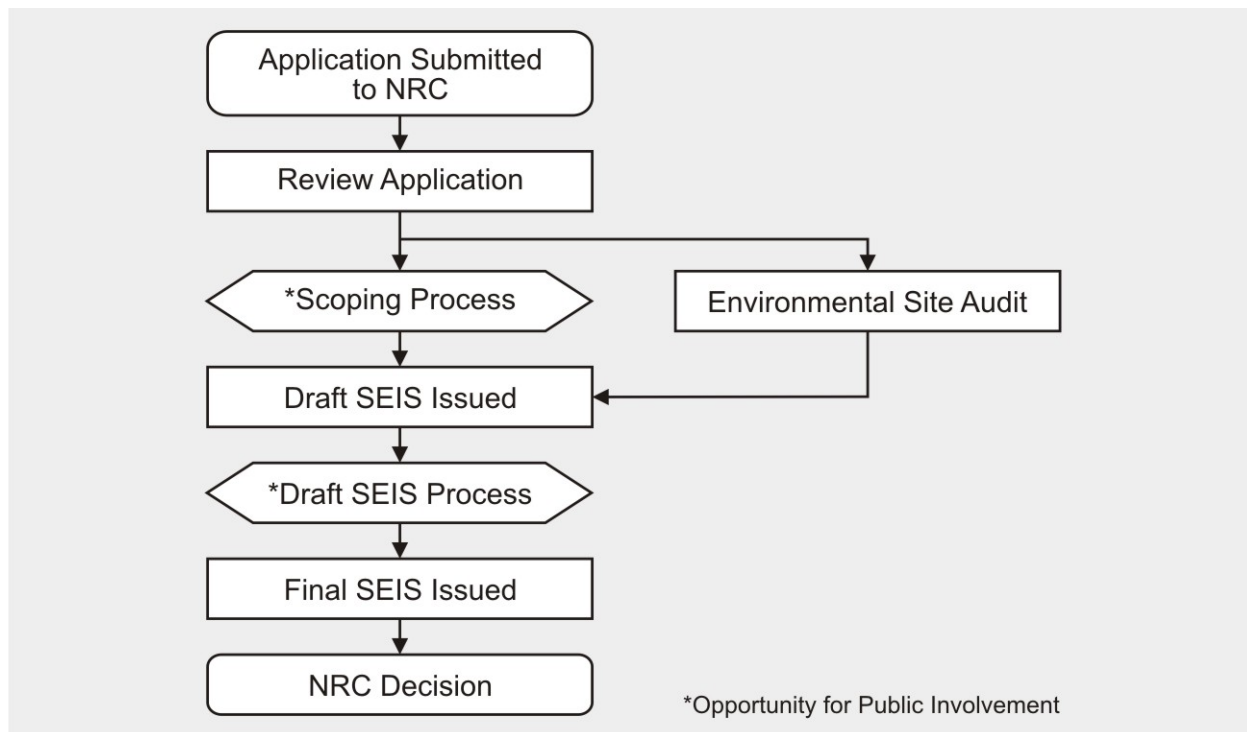 Application Submitted
to NRC
Review Application
*Scoping Process
Environmental Site Audit
Draft SEIS Issued
*Draft SEIS Process
Final SEIS Issued
NRC Decision
*Opportunity for Public Involvement